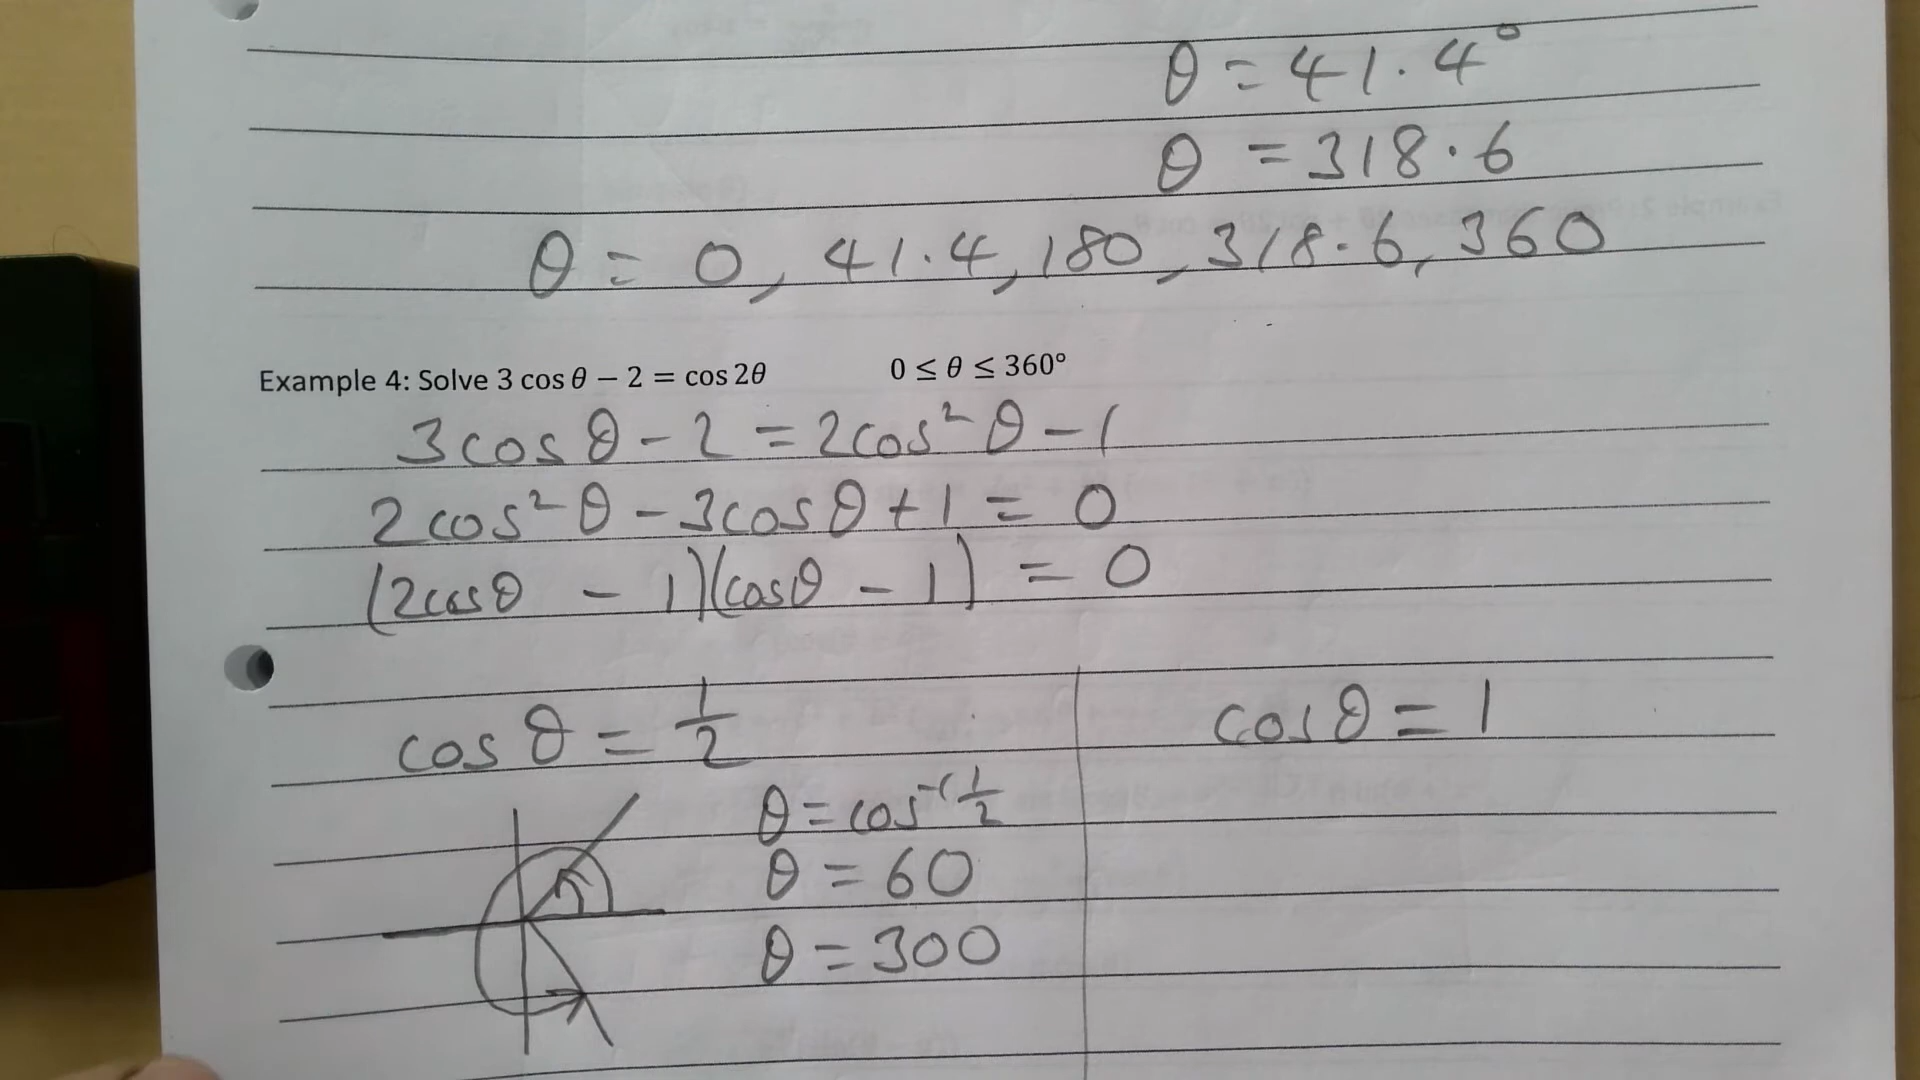 θ = 41.4°
θ = 318.6
θ = 0, 41.4, 180, 318.6, 360
Example 4: Solve 3 cos θ − 2 = cos 2θ 0 ≤ θ ≤ 360°
3cos θ − 2 = 2cos² θ − 1
2cos² θ − 3cos θ + 1 = 0
(2cosθ − 1)(cosθ − 1) = 0
cos θ = 1/2
θ = cos⁻¹ 1/2
θ = 60
θ = 300
cos θ = 1